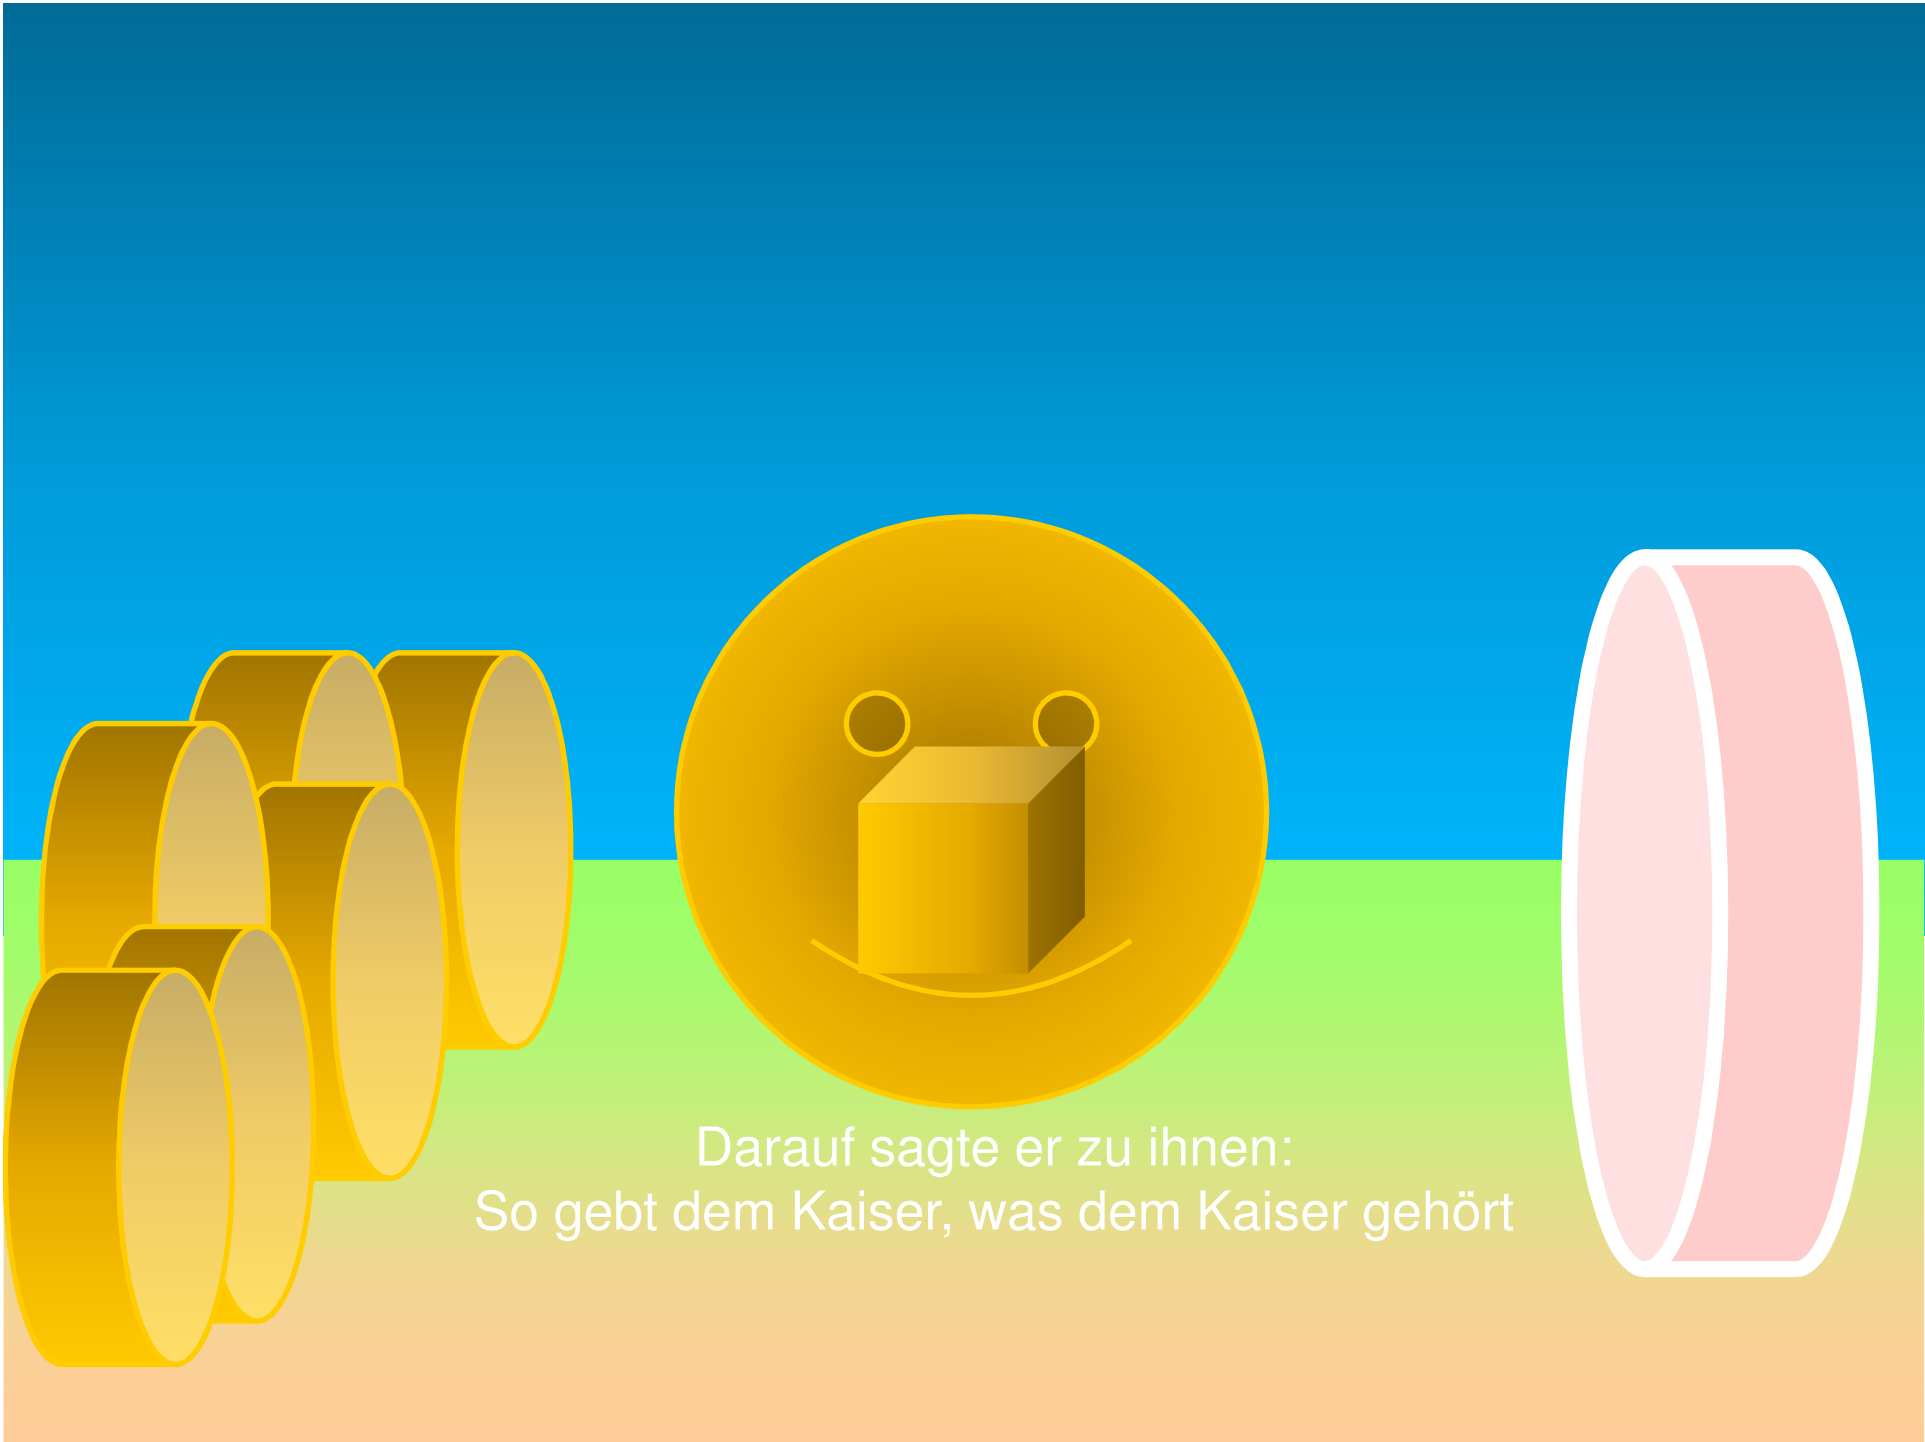 Darauf sagte er zu ihnen:
So gebt dem Kaiser, was dem Kaiser gehört